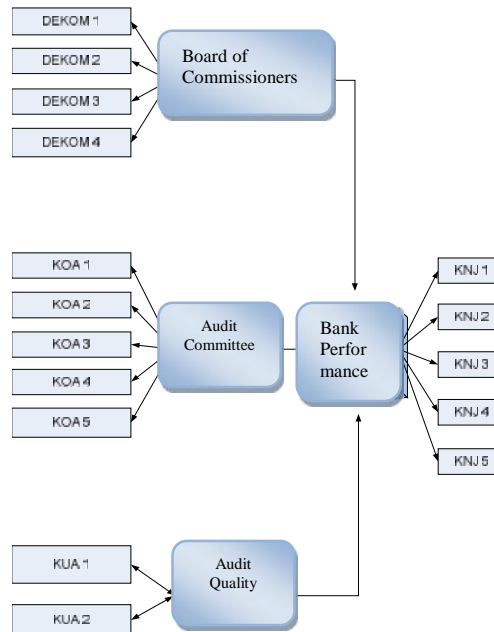 DEKOM 1
DEKOM 2
DEKOM 3
DEKOM 4
Board of
Commissioners
KOA 1
KOA 2
KOA 3
KOA 4
KOA 5
Audit
Committee
Bank
Perfor
mance
KNJ 1
KNJ 2
KNJ 3
KNJ 4
KNJ 5
KUA 1
KUA 2
Audit
Quality